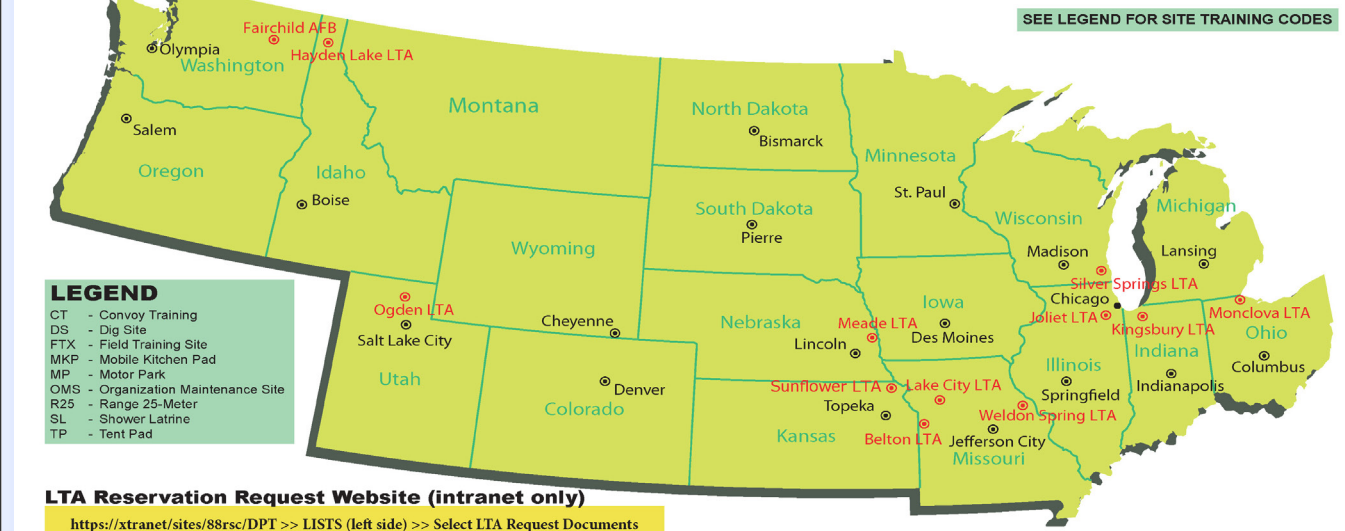 SEE LEGEND FOR SITE TRAINING CODES
Fairchild AFB
Olympia
Hayden Lake LTA
Washington
Montana
North Dakota
Salem
Bismarck
Minnesota
Oregon
Idaho
St. Paul
Boise
South Dakota
Michigan
Wisconsin
Pierre
Wyoming
Madison
Lansing
Silver Springs LTA
LEGEND
CT - Convoy Training
DS - Dig Site
FTX - Field Training Site
MKP - Mobile Kitchen Pad
MP - Motor Park
OMS - Organization Maintenance Site
R25 - Range 25-Meter
SL - Shower Latrine
TP - Tent Pad
Ogden LTA
Salt Lake City
Utah
Cheyenne
Denver
Colorado
Nebraska
Lincoln
Meade LTA
Iowa
Des Moines
Chicago
Joliet LTA
Kingsbury LTA
Monclova LTA
Ohio
Columbus
Indiana
Indianapolis
Illinois
Springfield
Sunflower LTA
Lake City LTA
Topeka
Weldon Spring LTA
Kansas
Belton LTA
Jefferson City
Missouri
LTA Reservation Request Website (intranet only)
https://xtranet/sites/88rsc/DPT >> LISTS (left side) >> Select LTA Request Documents